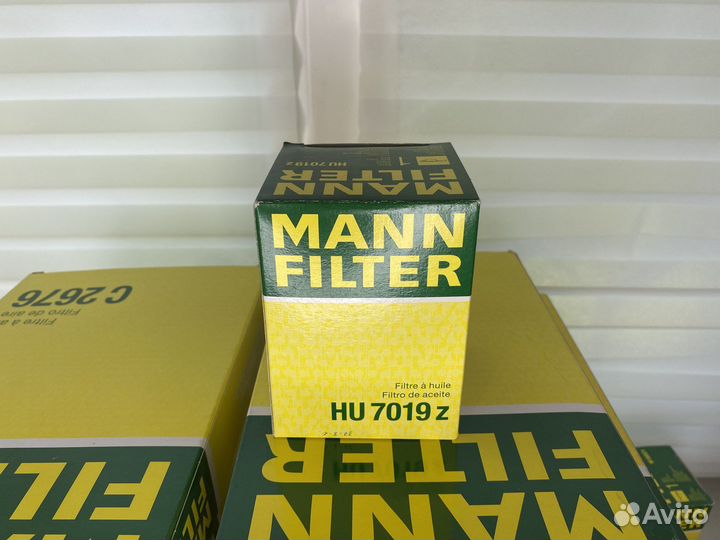 HU 7019 z
MANN
FILTER
MANN
FILTER
Filtre à huile
Filtro de aceite
HU 7019 z
C 2676
Filtro de aire
Filtre à a
MANN
FILTER
FILTER
Avito